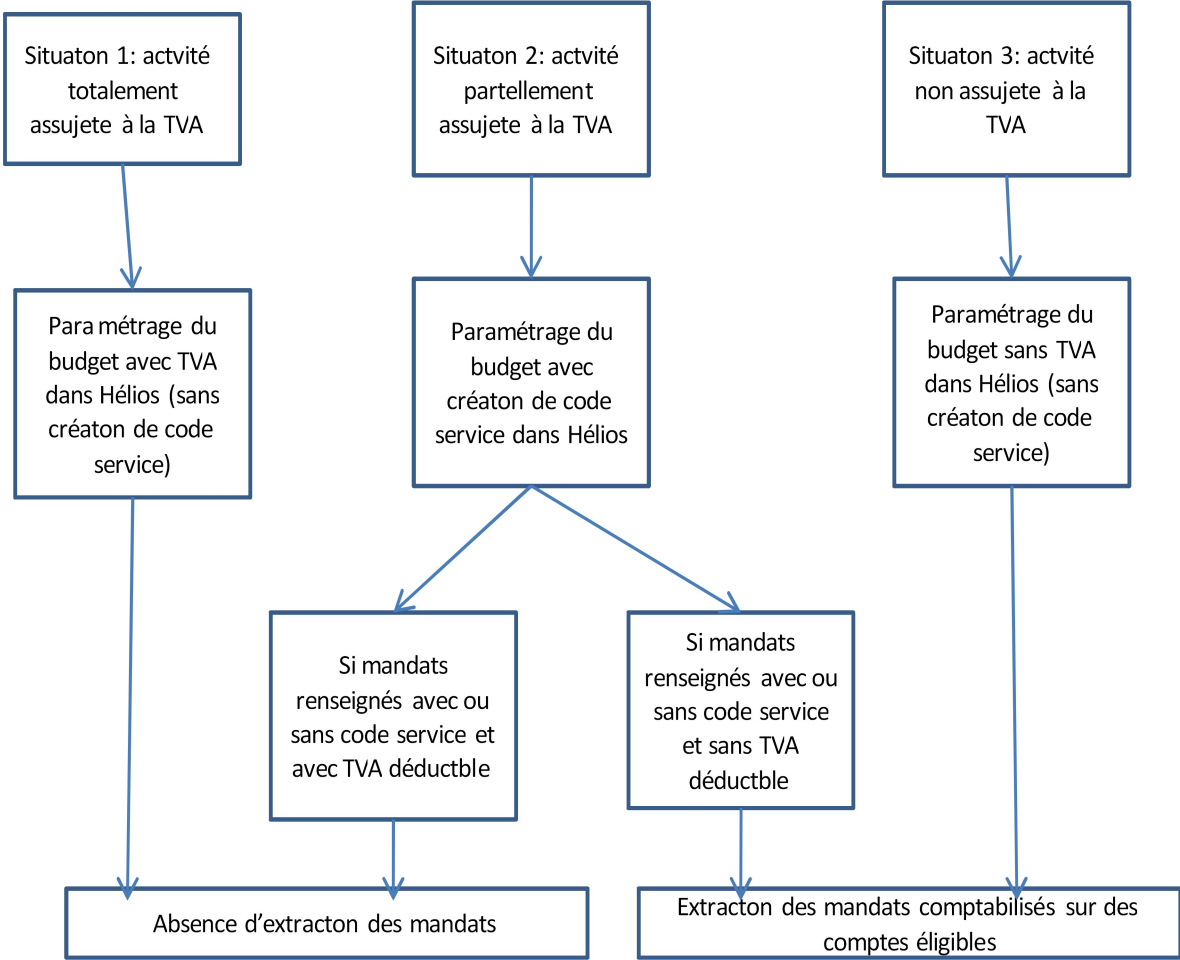 Situaton 1: actvité
totalement
assujete à la TVA
Situaton 2: actvité
partellement
assujete à la TVA
Situaton 3: actvité
non assujete à la
TVA
Para métrage du
budget avec TVA
dans Hélios (sans
créaton de code
service)
Paramétrage du
budget avec
créaton de code
service dans Hélios
Paramétrage du
budget sans TVA
dans Hélios (sans
créaton de code
service)
Si mandats
renseignés avec ou
sans code service et
avec TVA déductble
Si mandats
renseignés avec ou
sans code service
et sans TVA
déductble
Absence d’extracton des mandats
Extracton des mandats comptabilisés sur des
comptes éligibles